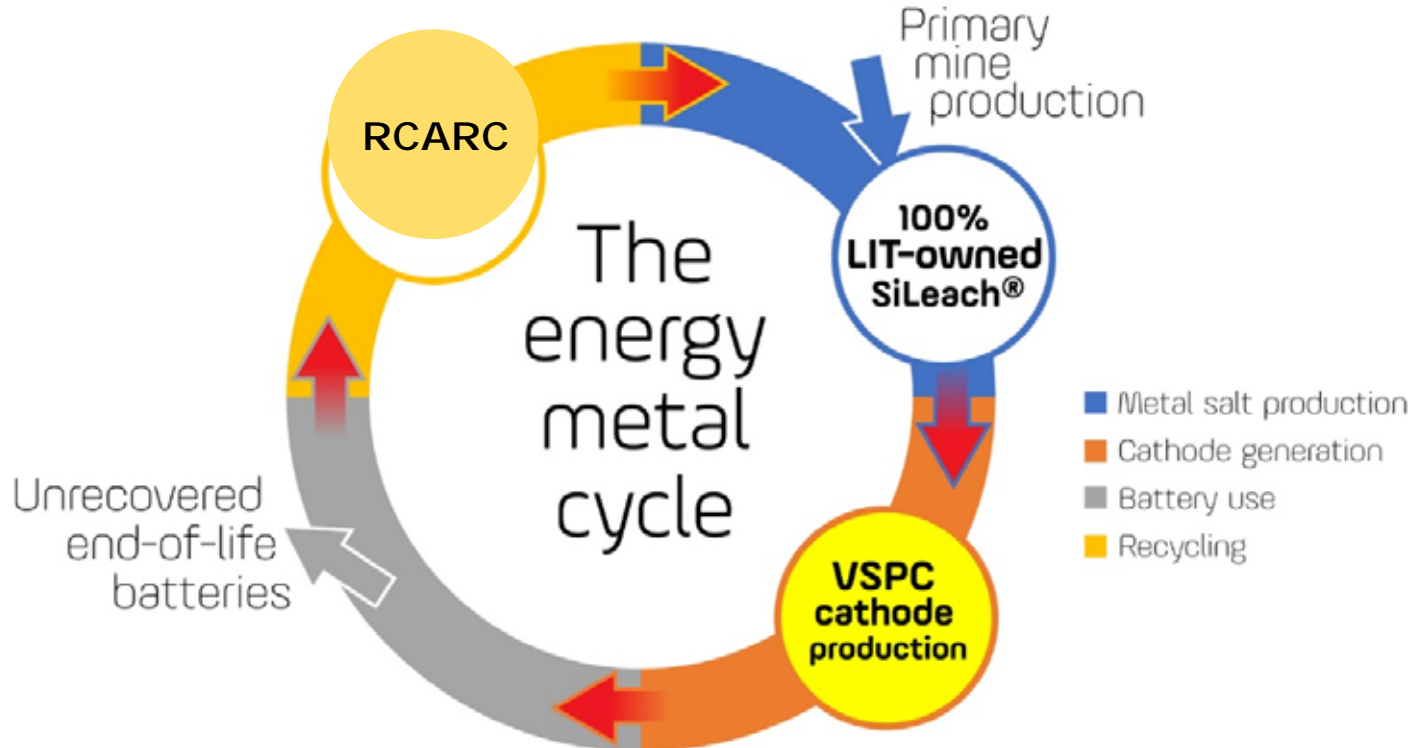 Primary
mine
production
RCARC
100%
LIT-owned
SiLeach®
The
energy
metal
cycle
Metal salt production
Cathode generation
Battery use
Recycling
Unrecovered
end-of-life
batteries
VSPC
cathode
production